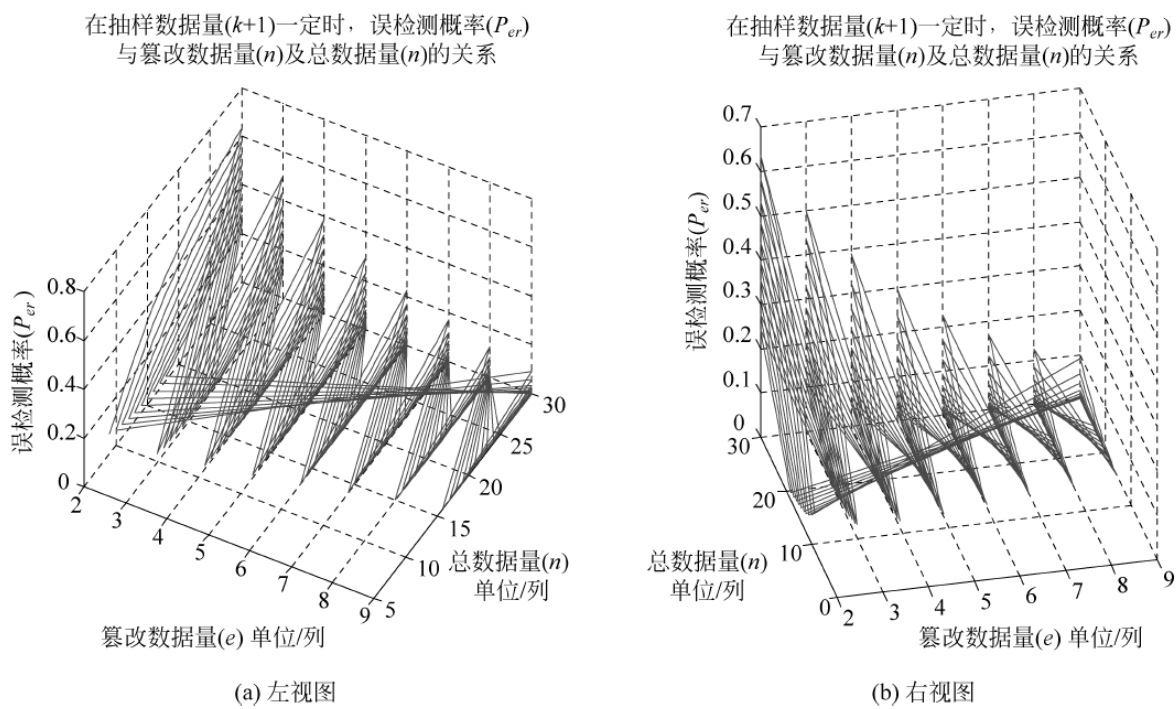 在抽样数据量(k+1)一定时，误检测概率(Per)
与篡改数据量(n)及总数据量(n)的关系
0.8
0.6
0.4
0.2
0
误检测概率(Per)
2
3
4
5
6
7
8
9
5
10
15
20
25
30
总数据量(n)
单位/列
篡改数据量(e) 单位/列
(a) 左视图
在抽样数据量(k+1)一定时，误检测概率(Per)
与篡改数据量(n)及总数据量(n)的关系
0.7
0.6
0.5
0.4
0.3
0.2
0.1
0
误检测概率(Per)
30
20
10
0
总数据量(n)
单位/列
2
3
4
5
6
7
8
9
篡改数据量(e) 单位/列
(b) 右视图